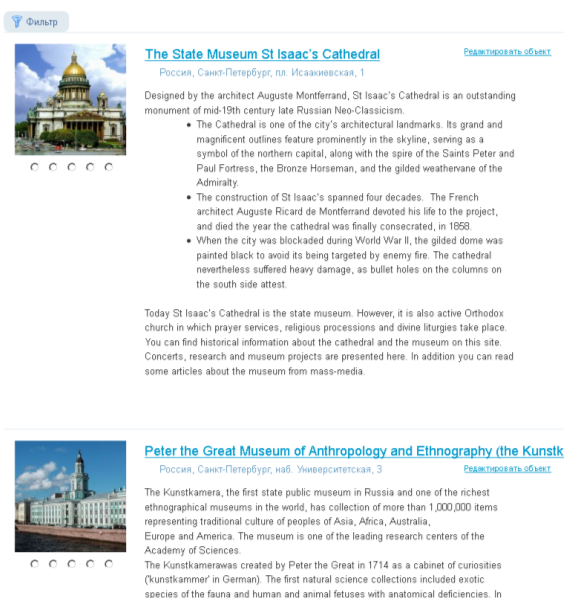 Фильтр
The State Museum St Isaac's Cathedral
Редактировать объект
Россия, Санкт-Петербург, пл. Исаакиевская, 1
Designed by the architect Auguste Montferrand, St Isaac's Cathedral is an outstanding
monument of mid-19th century late Russian Neo-Classicism.
• The Cathedral is one of the city's architectural landmarks. Its grand and
magnificent outlines feature prominently in the skyline, serving as a
symbol of the northern capital, along with the spire of the Saints Peter and
Paul Fortress, the Bronze Horseman, and the gilded weathervane of the
Admiralty.
• The construction of St Isaac's spanned four decades. The French
architect Auguste Ricard de Montferrand devoted his life to the project,
and died the year the cathedral was finally consecrated, in 1858.
• When the city was blockaded during World War II, the gilded dome was
painted black to avoid its being targeted by enemy fire. The cathedral
nevertheless suffered heavy damage, as bullet holes on the columns on
the south side attest.
Today St Isaac's Cathedral is the state museum. However, it is also active Orthodox
church in which prayer services, religious processions and divine liturgies take place.
You can find historical information about the cathedral and the museum on this site.
Concerts, research and museum projects are presented here. In addition you can read
some articles about the museum from mass-media.
Peter the Great Museum of Anthropology and Ethnography (the Kunstk
Россия, Санкт-Петербург, наб. Университетская, 3
Редактировать объект
The Kunstkamera, the first state public museum in Russia and one of the richest
ethnographical museums in the world, has collection of more than 1,000,000 items
representing traditional culture of peoples of Asia, Africa, Australia,
Europe and America. The museum is one of the leading research centers of the
Academy of Sciences.
The Kunstkamerawas created by Peter the Great in 1714 as a cabinet of curiosities
('kunstkammer' in German). The first natural science collections included exotic
species of the fauna and human and animal fetuses with anatomical deficiencies. In